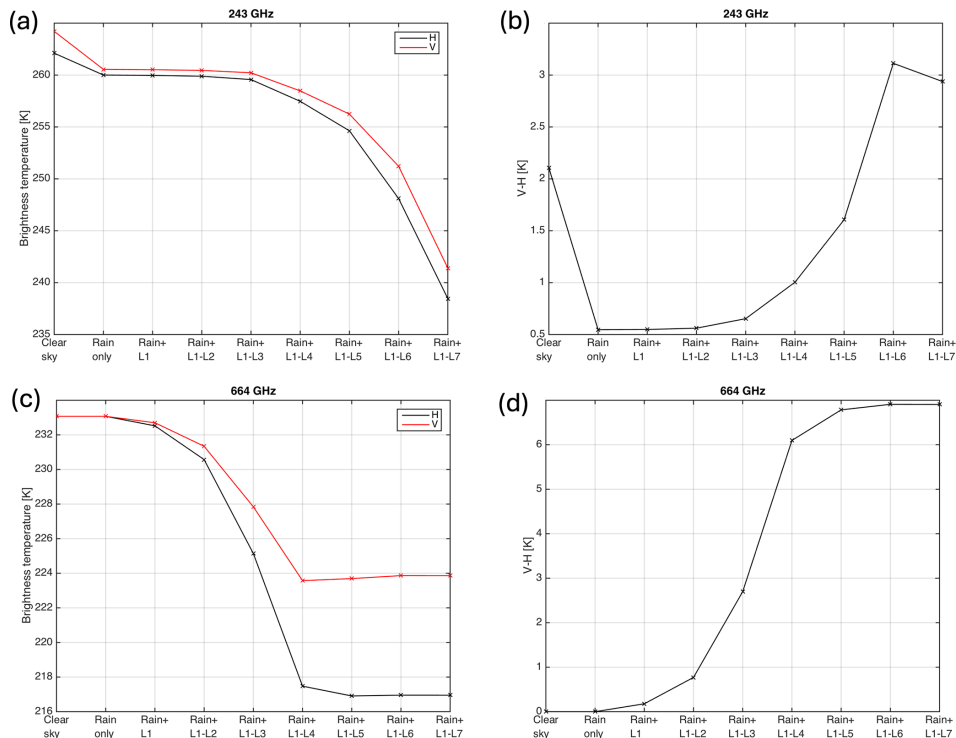 (a)
243 GHz
H
V
Brightness temperature [K]
260
255
250
245
240
235
Clear sky
Rain only
Rain+ L1
Rain+ L1-L2
Rain+ L1-L3
Rain+ L1-L4
Rain+ L1-L5
Rain+ L1-L6
Rain+ L1-L7
(b)
243 GHz
V-H [K]
3
2.5
2
1.5
1
0.5
Clear sky
Rain only
Rain+ L1
Rain+ L1-L2
Rain+ L1-L3
Rain+ L1-L4
Rain+ L1-L5
Rain+ L1-L6
Rain+ L1-L7
(c)
664 GHz
H
V
Brightness temperature [K]
232
230
228
226
224
222
220
218
216
Clear sky
Rain only
Rain+ L1
Rain+ L1-L2
Rain+ L1-L3
Rain+ L1-L4
Rain+ L1-L5
Rain+ L1-L6
Rain+ L1-L7
(d)
664 GHz
V-H [K]
6
5
4
3
2
1
0
Clear sky
Rain only
Rain+ L1
Rain+ L1-L2
Rain+ L1-L3
Rain+ L1-L4
Rain+ L1-L5
Rain+ L1-L6
Rain+ L1-L7